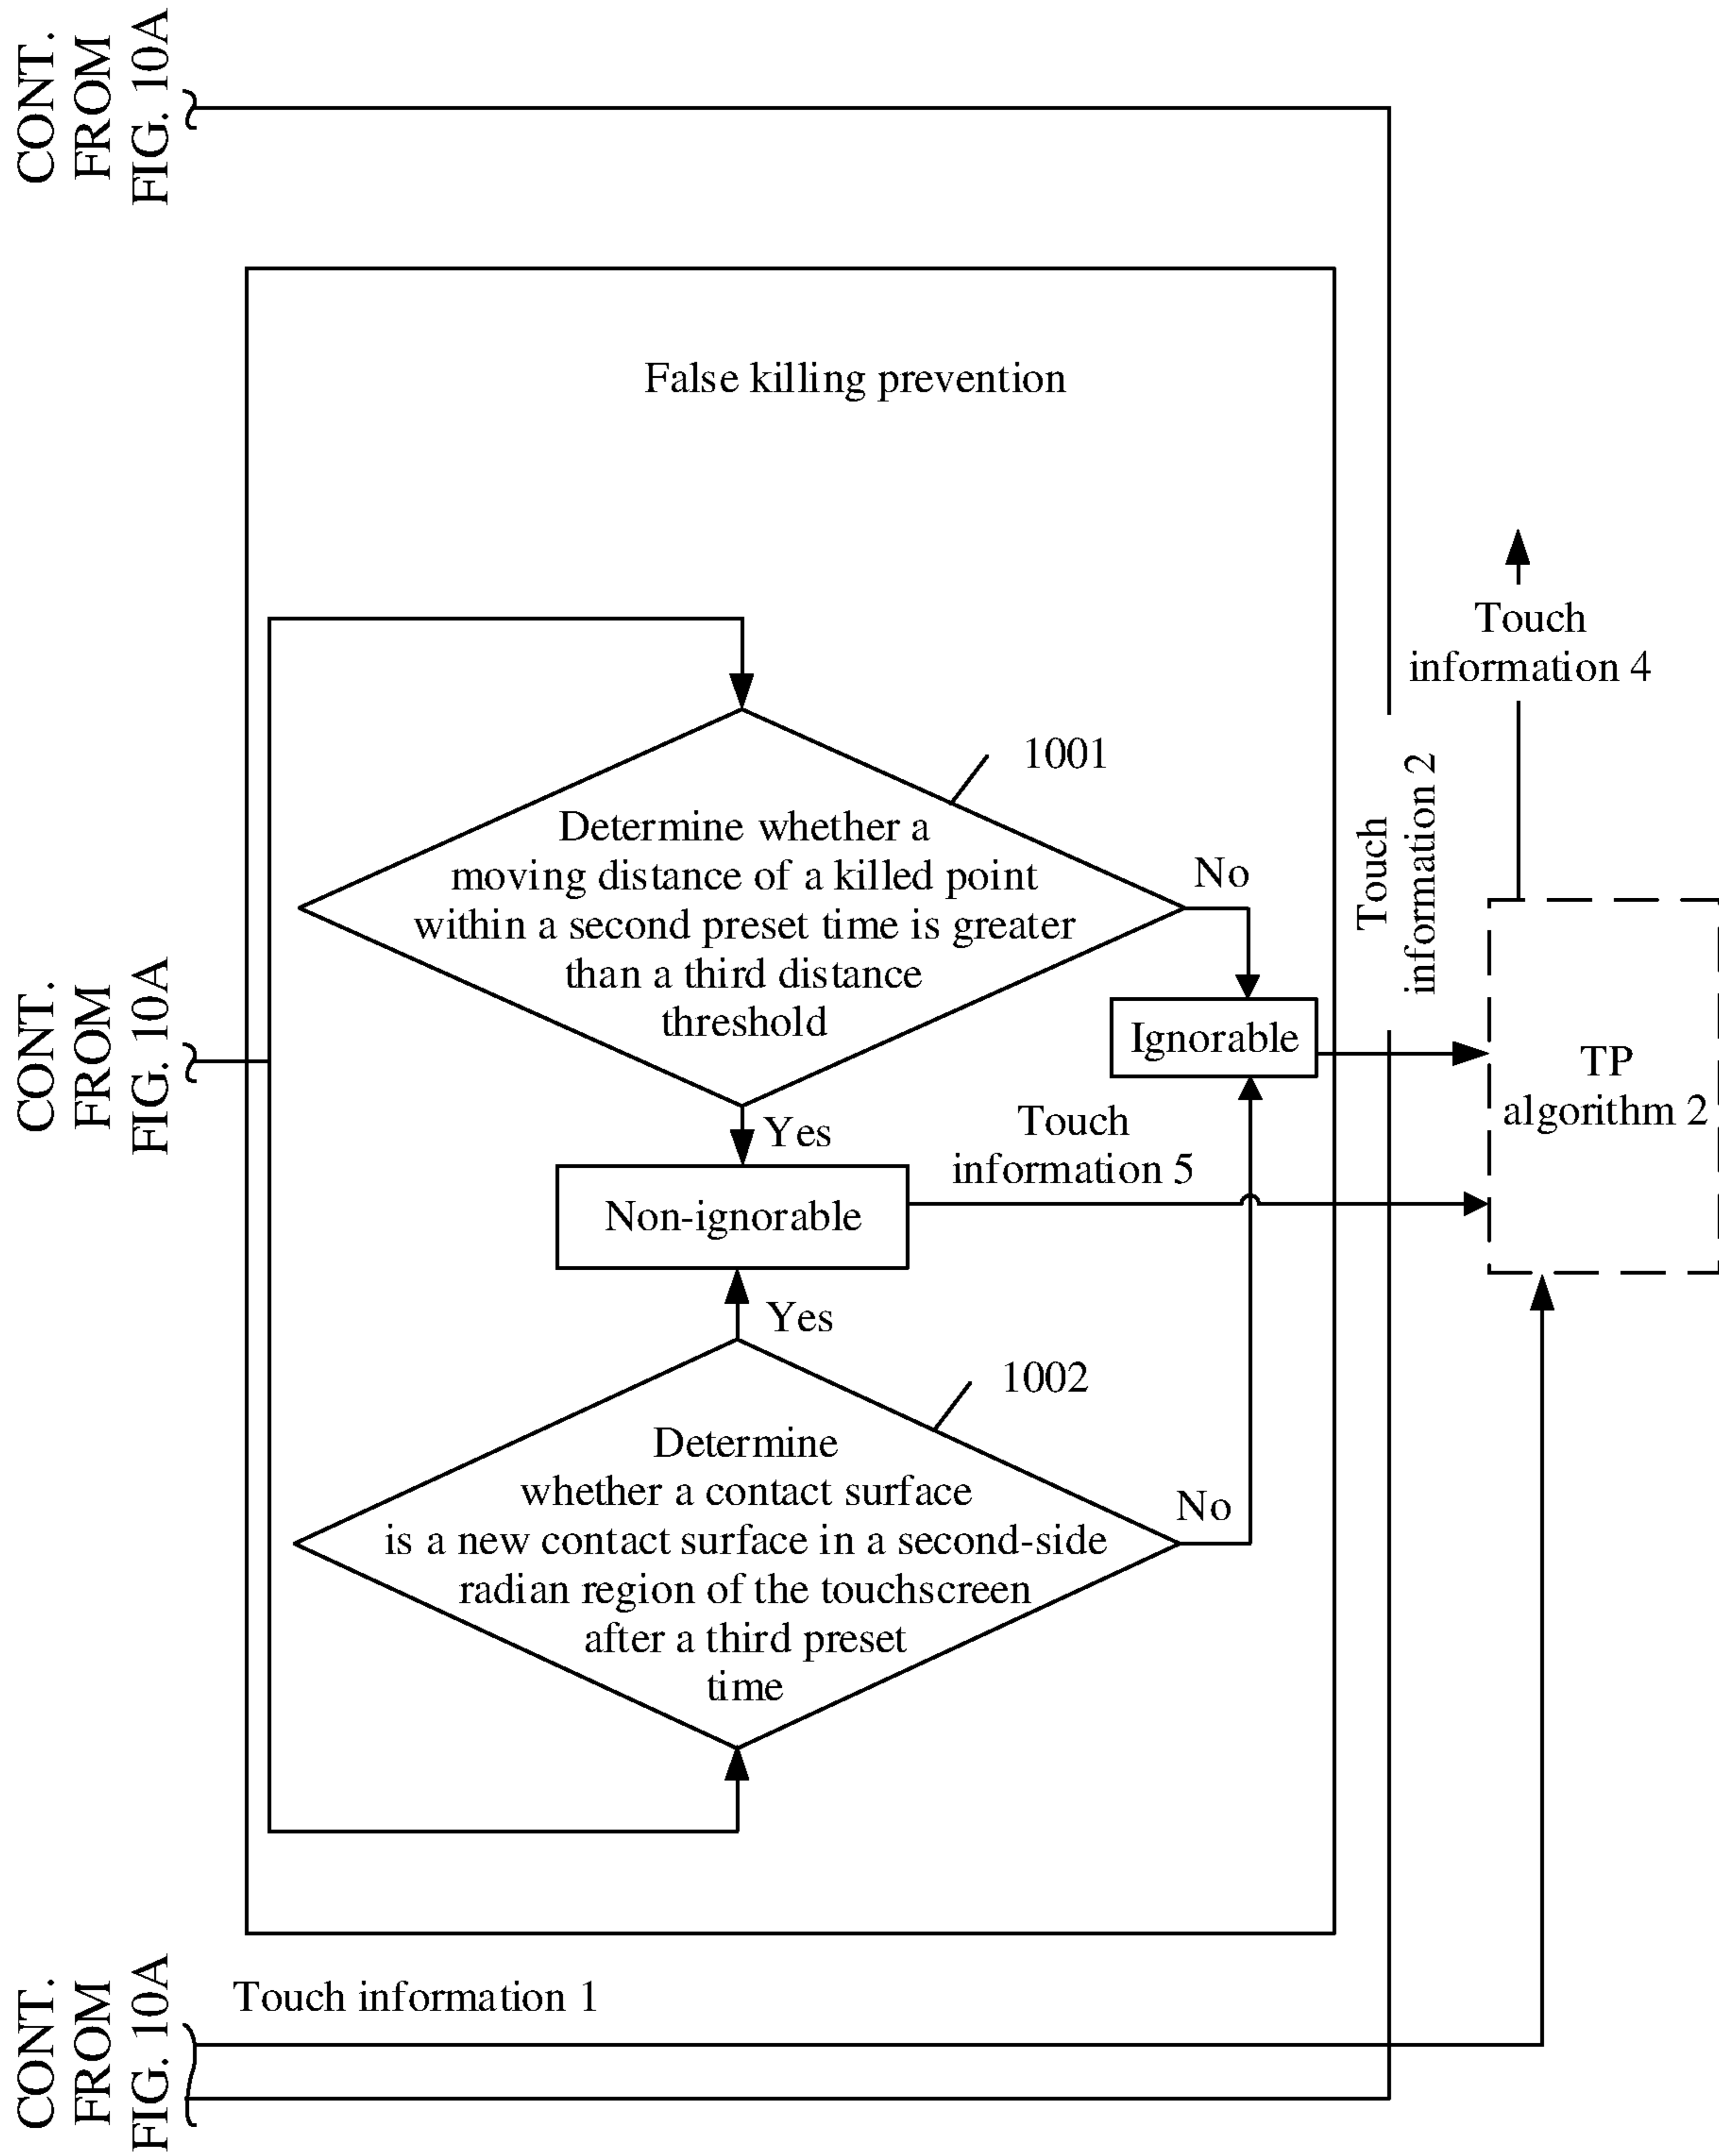 CONT.
FROM
FIG. 10A
False killing prevention
Touch
information 4
1001
Determine whether a
moving distance of a killed point
within a second preset time is greater
than a third distance
threshold
No
Touch
information 2
CONT.
FROM
FIG. 10A
Ignorable
TP
algorithm 2
Yes
Touch
information 5
Non-ignorable
Yes
1002
Determine
whether a contact surface
is a new contact surface in a second-side
radian region of the touchscreen
after a third preset
time
No
CONT.
FROM
FIG. 10A
Touch information 1